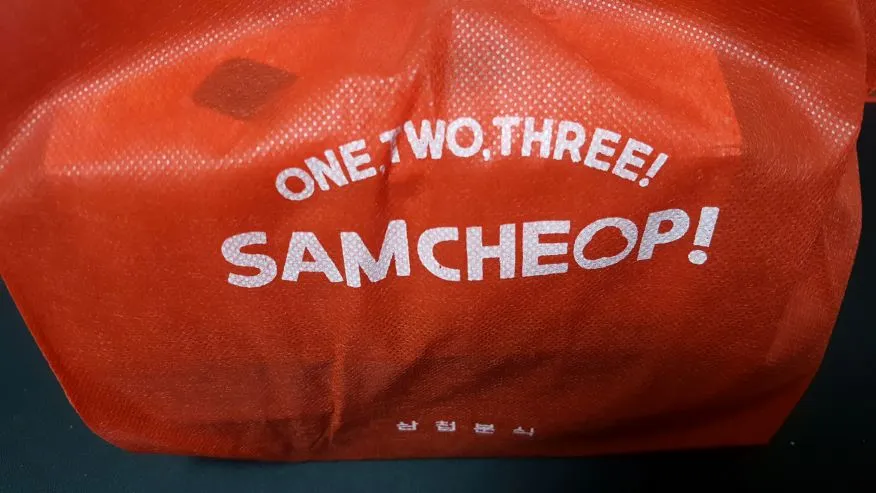 ONE,TWO,THREE!
SAMCHEOP!
삼첩분식